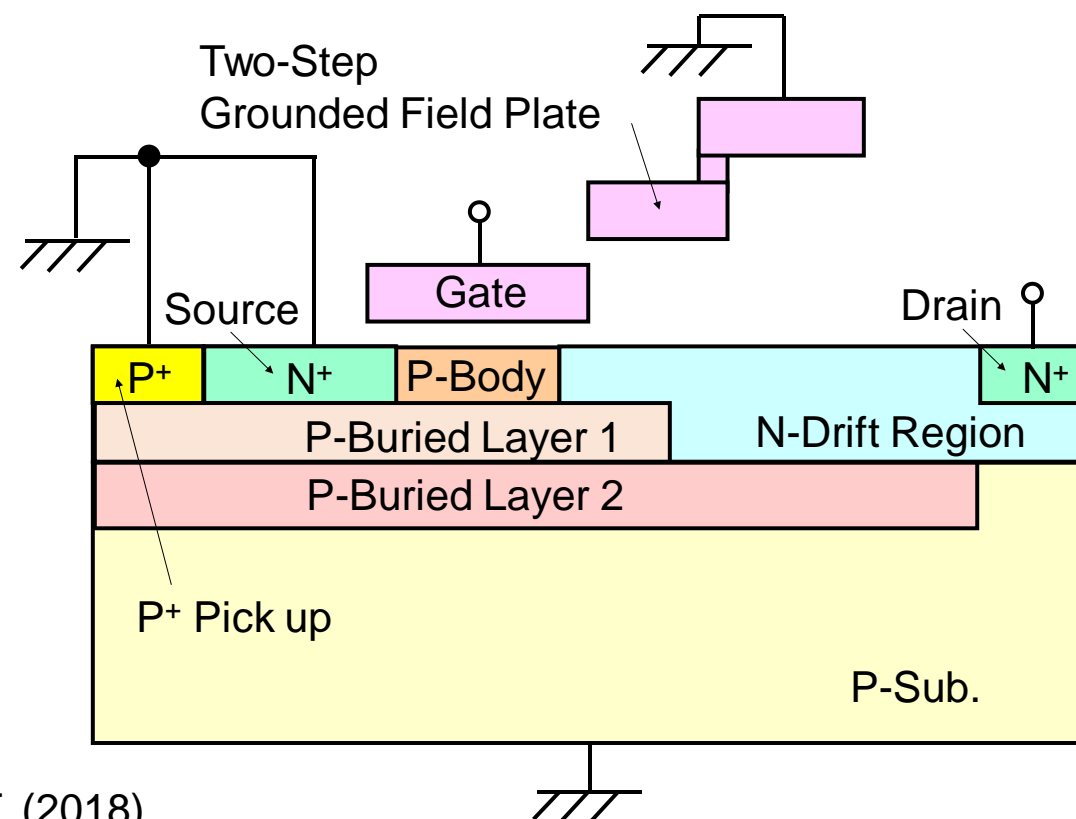 Two-Step
Grounded Field Plate
Gate
Source
Drain
P+
N+
P-Body
N+
P-Buried Layer 1
N-Drift Region
P-Buried Layer 2
P+ Pick up
P-Sub.
(2018)